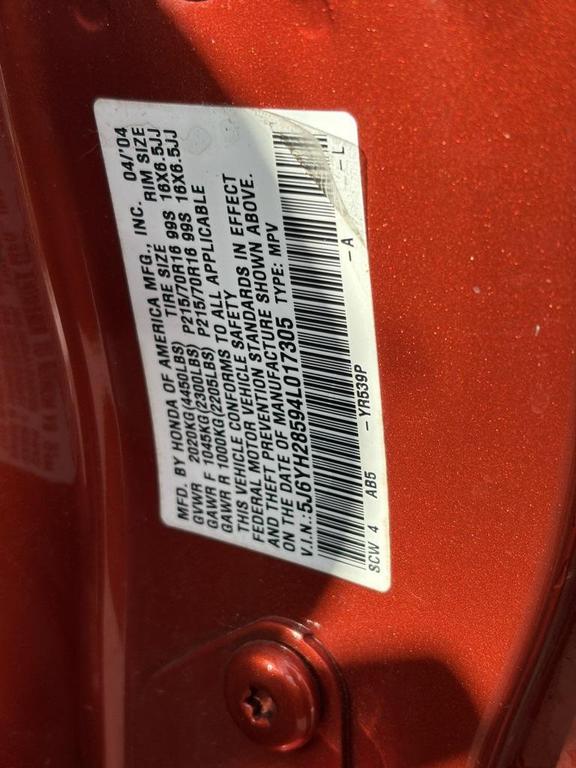 MFD. BY HONDA OF AMERICA MFG., INC. 04/'04
GVWR 2020KG(4450LBS) TIRE SIZE RIM SIZE
GAWR F 1045KG(2300LBS) P215/70R16 99S 16X6.5JJ
GAWR R 1000KG(2205LBS) P215/70R16 99S 16X6.5JJ
THIS VEHICLE CONFORMS TO ALL APPLICABLE
FEDERAL MOTOR VEHICLE SAFETY
AND THEFT PREVENTION STANDARDS IN EFFECT
ON THE DATE OF MANUFACTURE SHOWN ABOVE.
V.I.N.:5J6YH28594L017305 TYPE: MPV
SCW 4 AB5 -YR539P -A -L